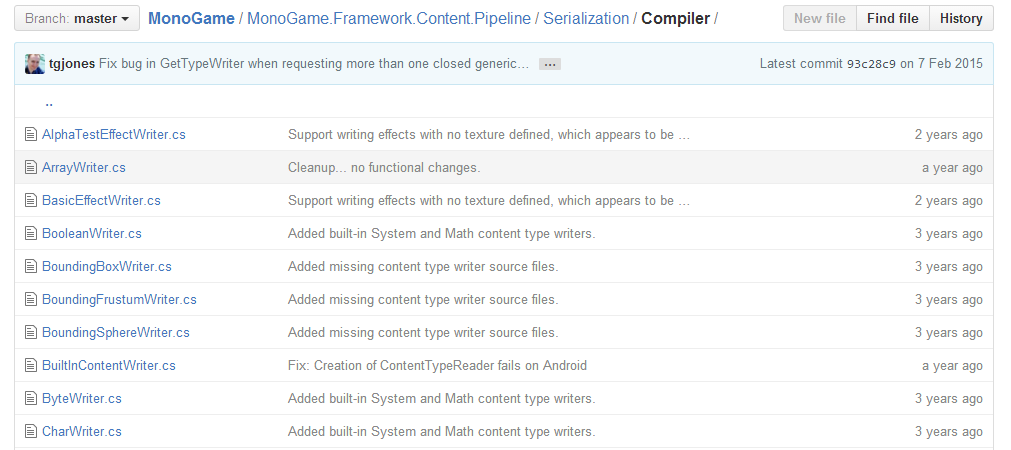 Branch: master MonoGame / MonoGame.Framework.Content.Pipeline / Serialization / Compiler / New file Find file History
tgjones Fix bug in GetTypeWriter when requesting more than one closed generic… ... Latest commit 93c28c9 on 7 Feb 2015
..
AlphaTestEffectWriter.cs Support writing effects with no texture defined, which appears to be … 2 years ago
ArrayWriter.cs Cleanup... no functional changes. a year ago
BasicEffectWriter.cs Support writing effects with no texture defined, which appears to be … 2 years ago
BooleanWriter.cs Added built-in System and Math content type writers. 3 years ago
BoundingBoxWriter.cs Added missing content type writer source files. 3 years ago
BoundingFrustumWriter.cs Added missing content type writer source files. 3 years ago
BoundingSphereWriter.cs Added missing content type writer source files. 3 years ago
BuiltInContentWriter.cs Fix: Creation of ContentTypeReader fails on Android a year ago
ByteWriter.cs Added built-in System and Math content type writers. 3 years ago
CharWriter.cs Added built-in System and Math content type writers. 3 years ago